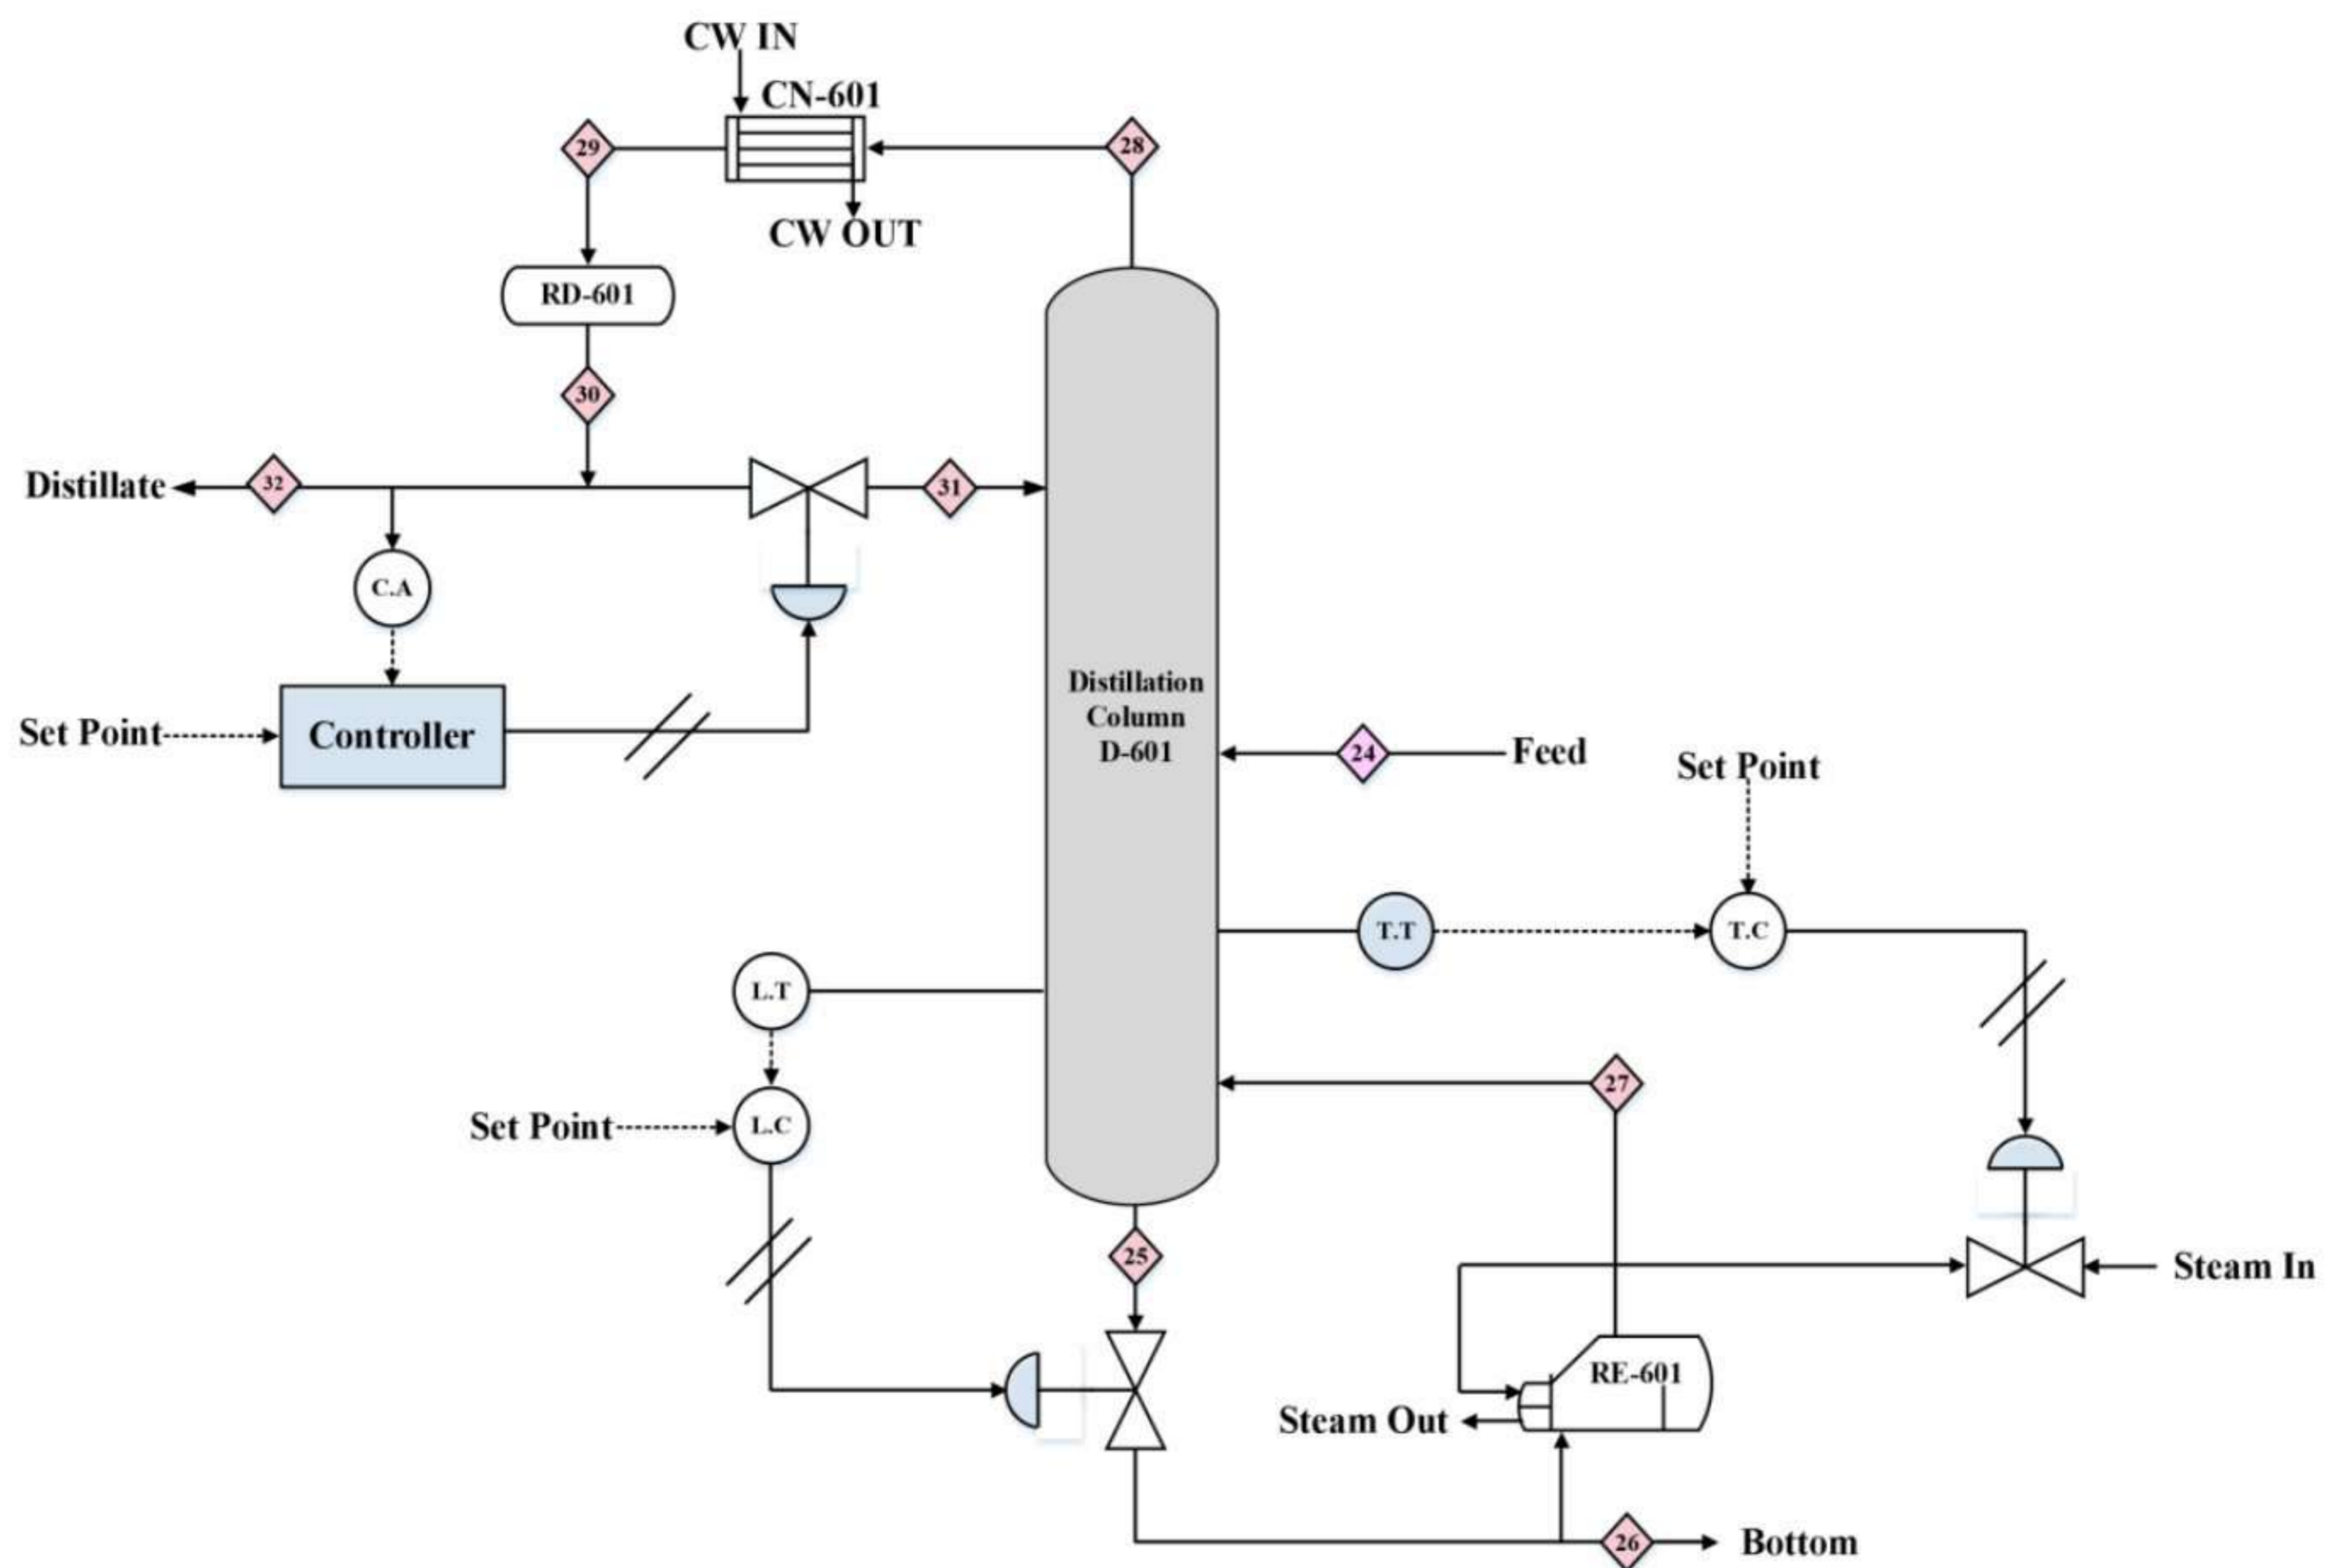 CW IN
CN-601
29
28
CW OUT
RD-601
30
Distillate
32
31
C.A
Set Point
Controller
Distillation
Column
D-601
24
Feed
Set Point
T.T
T.C
L.T
27
Set Point
L.C
25
Steam In
RE-601
Steam Out
26
Bottom